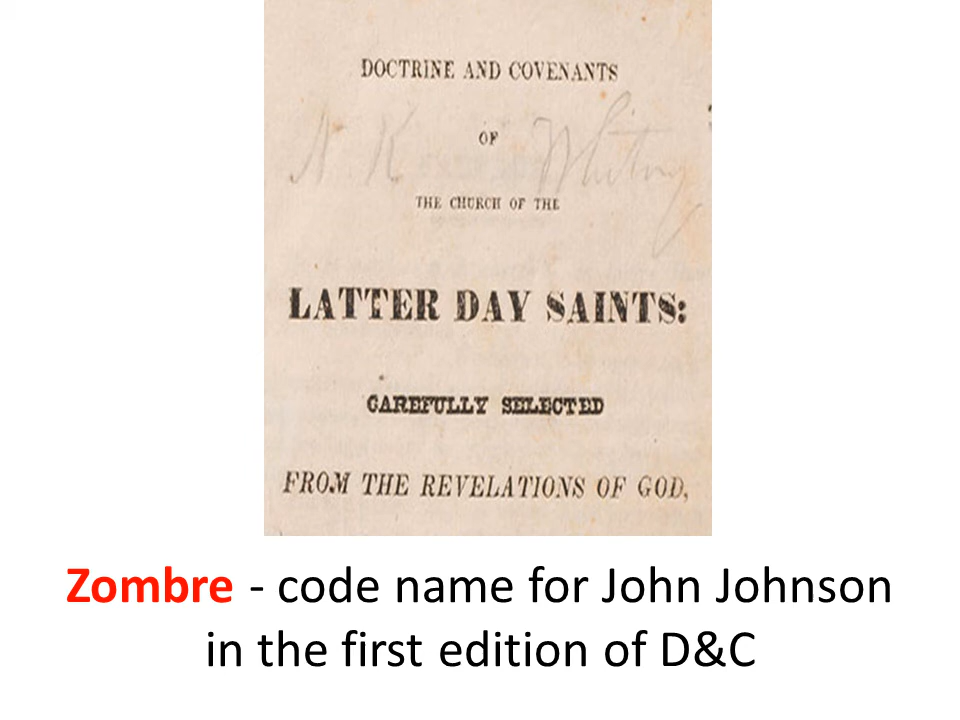 DOCTRINE AND COVENANTS
OF
N K Whitney
THE CHURCH OF THE
LATTER DAY SAINTS:
CAREFULLY SELECTED
FROM THE REVELATIONS OF GOD,
Zombre - code name for John Johnson
in the first edition of D&C